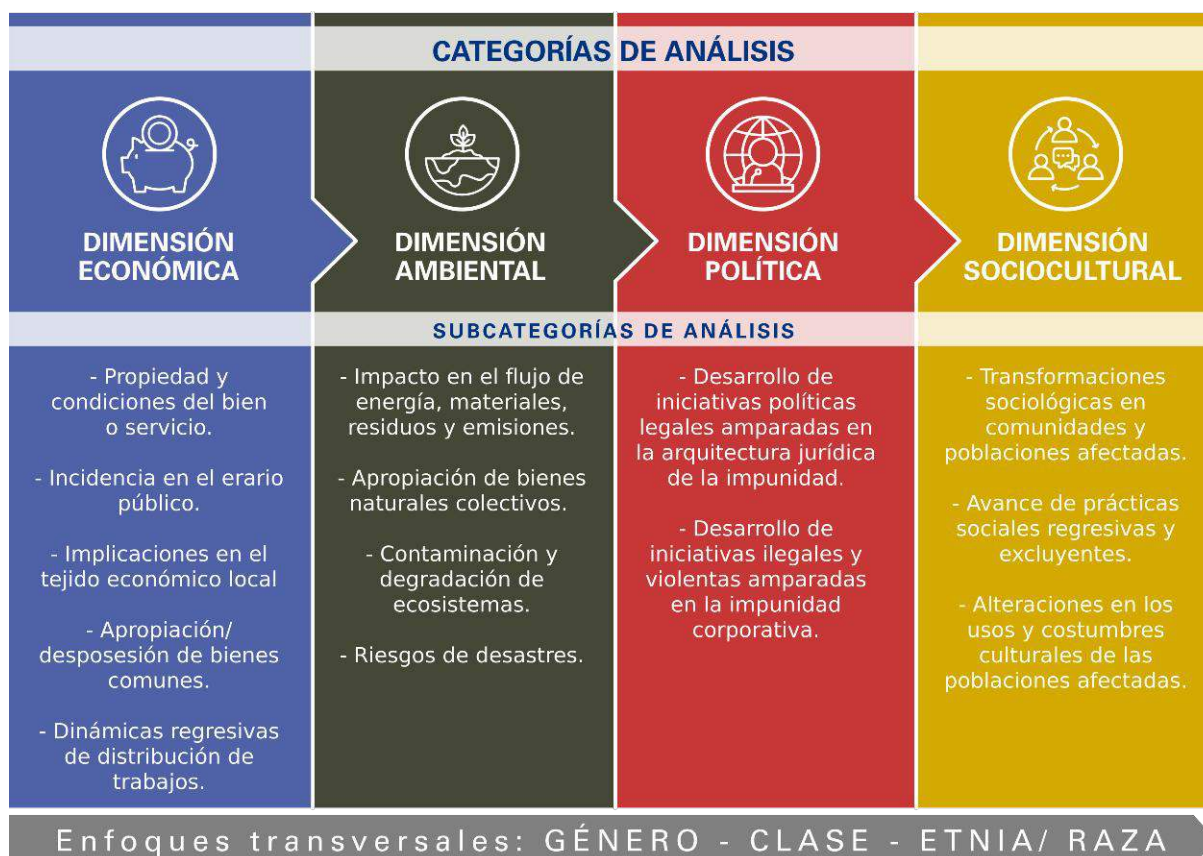 CATEGORÍAS DE ANÁLISIS
DIMENSIÓN
ECONÓMICA
DIMENSIÓN
AMBIENTAL
DIMENSIÓN
POLÍTICA
DIMENSIÓN
SOCIOCULTURAL
SUBCATEGORÍAS DE ANÁLISIS
- Propiedad y
condiciones del bien
o servicio.
- Incidencia en el erario
público.
- Implicaciones en el
tejido económico local
- Apropiación/
desposesión de bienes
comunes.
- Dinámicas regresivas
de distribución de
trabajos.
- Impacto en el flujo de
energía, materiales,
residuos y emisiones.
- Apropiación de bienes
naturales colectivos.
- Contaminación y
degradación de
ecosistemas.
- Riesgos de desastres.
- Desarrollo de
iniciativas políticas
legales amparadas en
la arquitectura jurídica
de la impunidad.
- Desarrollo de
iniciativas ilegales y
violentas amparadas
en la impunidad
corporativa.
- Transformaciones
sociológicas en
comunidades y
poblaciones afectadas.
- Avance de prácticas
sociales regresivas y
excluyentes.
- Alteraciones en los
usos y costumbres
culturales de las
poblaciones afectadas.
Enfoques transversales: GÉNERO - CLASE - ETNIA/ RAZA